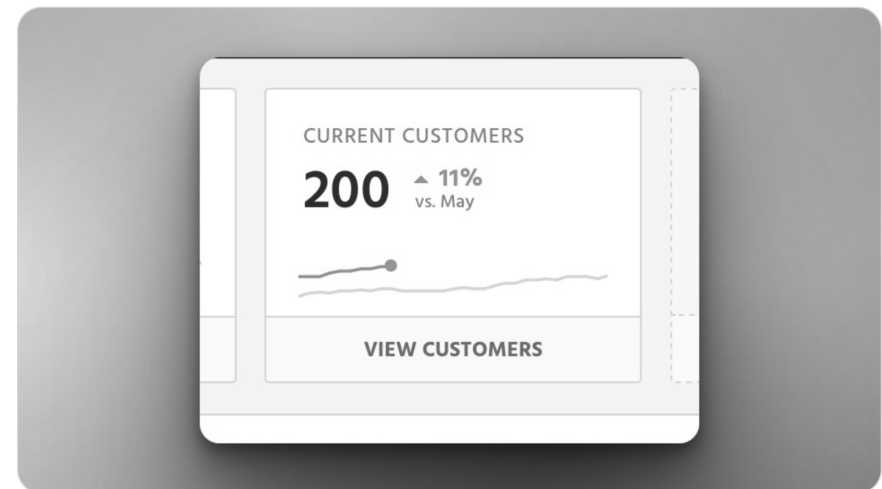 CURRENT CUSTOMERS
200
11%
vs. May
VIEW CUSTOMERS